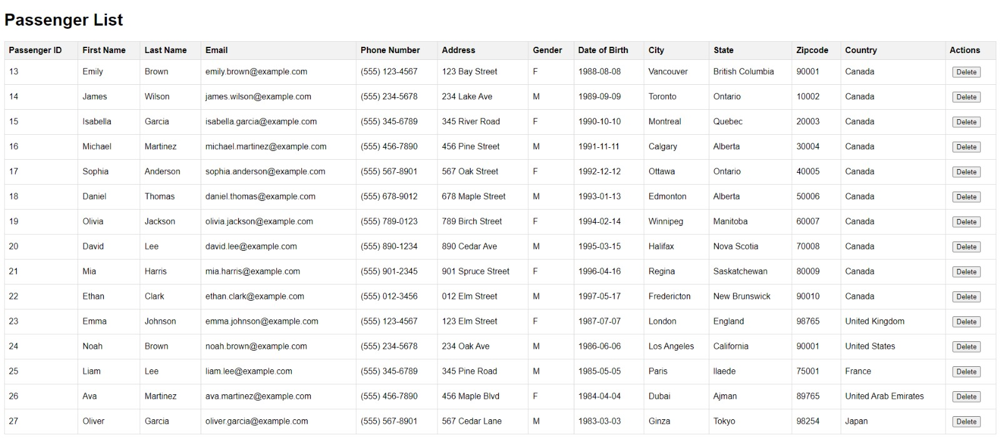 Passenger List
Passenger ID First Name Last Name Email Phone Number Address Gender Date of Birth City State Zipcode Country Actions
13 Emily Brown emily.brown@example.com (555) 123-4567 123 Bay Street F 1988-08-08 Vancouver British Columbia 90001 Canada Delete
14 James Wilson james.wilson@example.com (555) 234-5678 234 Lake Ave M 1989-09-09 Toronto Ontario 10002 Canada Delete
15 Isabella Garcia isabella.garcia@example.com (555) 345-6789 345 River Road F 1990-10-10 Montreal Quebec 20003 Canada Delete
16 Michael Martinez michael.martinez@example.com (555) 456-7890 456 Pine Street M 1991-11-11 Calgary Alberta 30004 Canada Delete
17 Sophia Anderson sophia.anderson@example.com (555) 567-8901 567 Oak Street F 1992-12-12 Ottawa Ontario 40005 Canada Delete
18 Daniel Thomas daniel.thomas@example.com (555) 678-9012 678 Maple Street M 1993-01-13 Edmonton Alberta 50006 Canada Delete
19 Olivia Jackson olivia.jackson@example.com (555) 789-0123 789 Birch Street F 1994-02-14 Winnipeg Manitoba 60007 Canada Delete
20 David Lee david.lee@example.com (555) 890-1234 890 Cedar Ave M 1995-03-15 Halifax Nova Scotia 70008 Canada Delete
21 Mia Harris mia.harris@example.com (555) 901-2345 901 Spruce Street F 1996-04-16 Regina Saskatchewan 80009 Canada Delete
22 Ethan Clark ethan.clark@example.com (555) 012-3456 012 Elm Street M 1997-05-17 Fredericton New Brunswick 90010 Canada Delete
23 Emma Johnson emma.johnson@example.com (555) 123-4567 123 Elm Street F 1987-07-07 London England 98765 United Kingdom Delete
24 Noah Brown noah.brown@example.com (555) 234-5678 234 Oak Ave M 1986-06-06 Los Angeles California 90001 United States Delete
25 Liam Lee liam.lee@example.com (555) 345-6789 345 Pine Road M 1985-05-05 Paris Ilaede 75001 France Delete
26 Ava Martinez ava.martinez@example.com (555) 456-7890 456 Maple Blvd F 1984-04-04 Dubai Ajman 89765 United Arab Emirates Delete
27 Oliver Garcia oliver.garcia@example.com (555) 567-8901 567 Cedar Lane M 1983-03-03 Ginza Tokyo 98254 Japan Delete